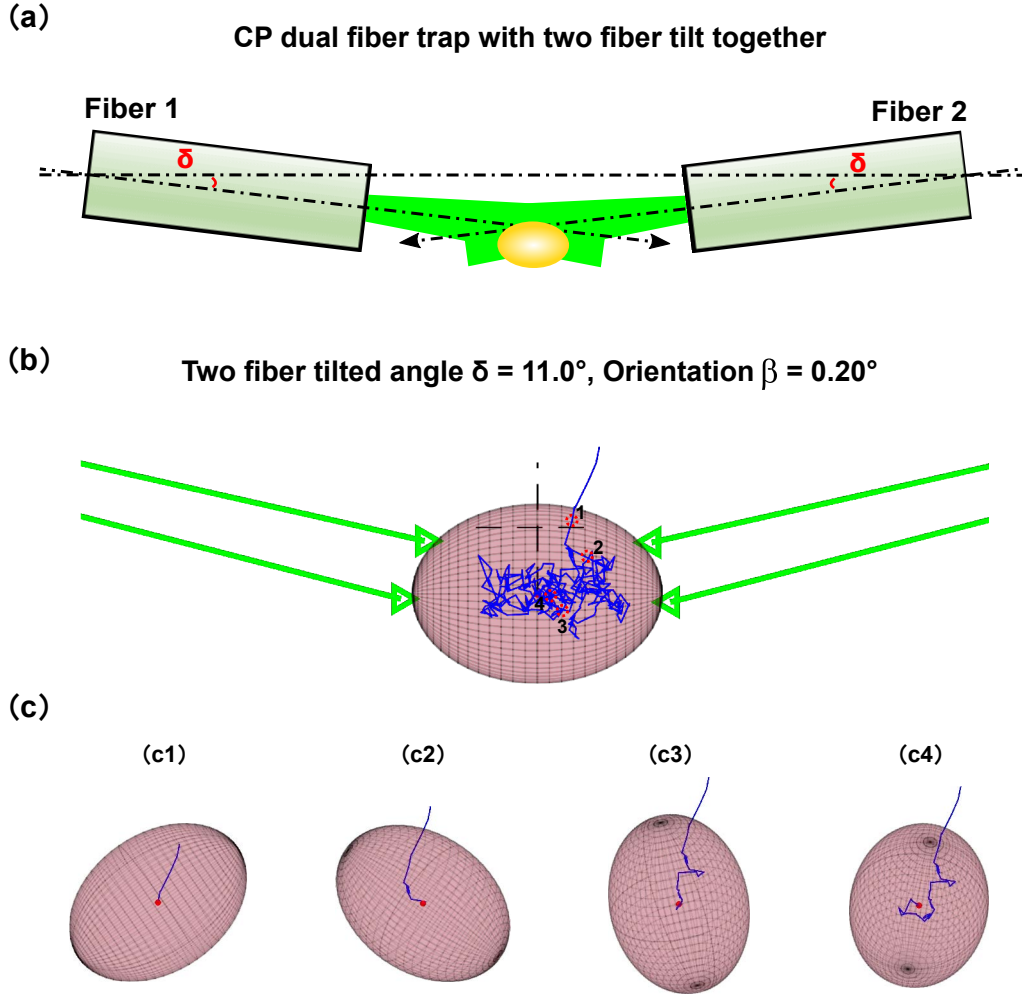 (a)
CP dual fiber trap with two fiber tilt together
Fiber 1
Fiber 2
δ
δ
(b)
Two fiber tilted angle δ = 11.0°, Orientation β = 0.20°
1
2
4
3
(c)
(c1)
(c2)
(c3)
(c4)